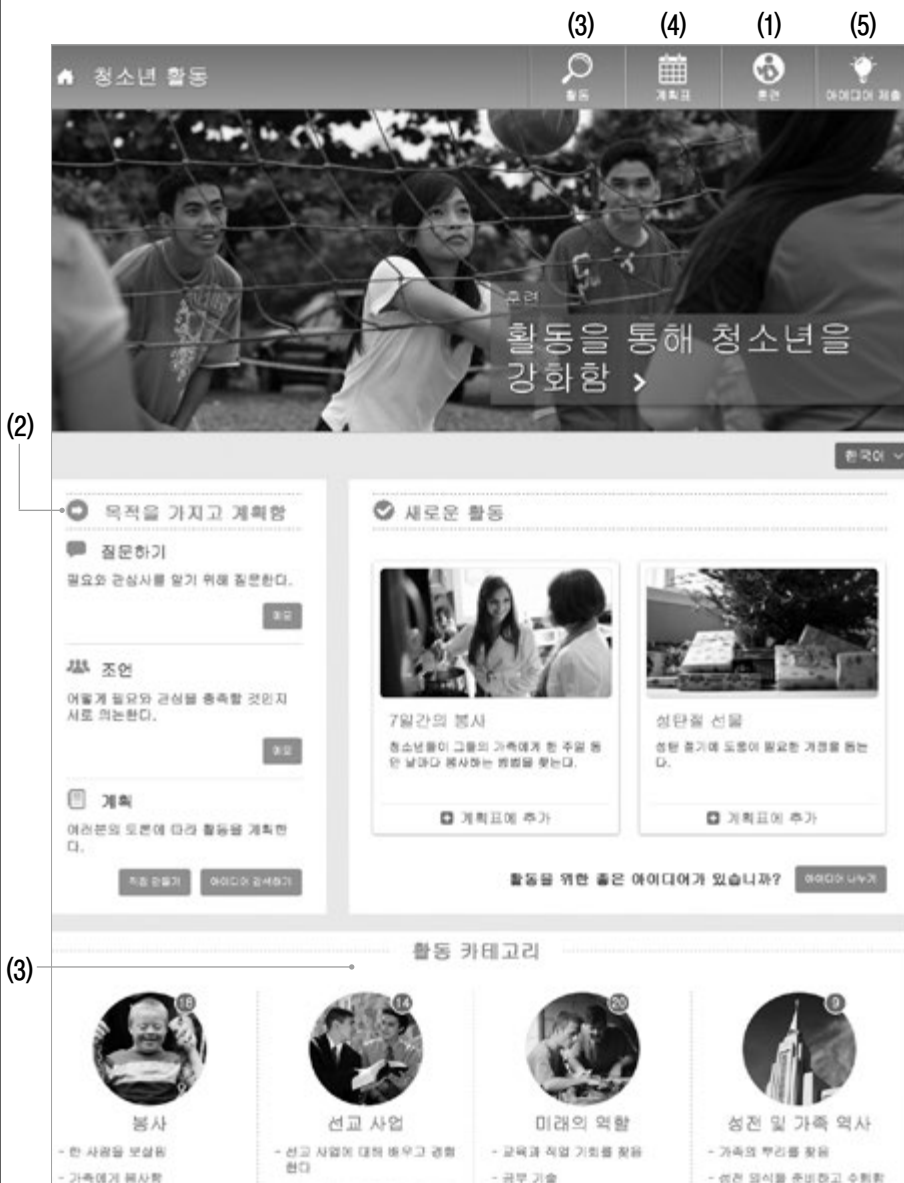 (3) (4) (1) (5)
청소년 활동
활동 계획표 훈련 아이디어 제출
훈련
활동을 통해 청소년을
강화함 >
한국어
(2)
목적을 가지고 계획함
질문하기
필요와 관심사를 알기 위해 질문한다.
메모
조언
어떻게 필요와 관심을 충족할 것인지
서로 의논한다.
메모
계획
여러분의 토론에 따라 활동을 계획한
다.
직접 만들기 아이디어 검색하기
새로운 활동
7일간의 봉사
청소년들이 그들의 가족에게 한 주일 동
안 날마다 봉사하는 방법을 찾는다.
계획표에 추가
성탄절 선물
성탄 절기에 도움이 필요한 가정을 돕는
다.
계획표에 추가
활동을 위한 좋은 아이디어가 있습니까? 아이디어 나누기
(3)
활동 카테고리
18
봉사
- 한 사람을 보살핌
- 가족에게 봉사함
14
선교 사업
- 선교 사업에 대해 배우고 경험
한다
20
미래의 역할
- 교육과 직업 기회를 찾음
- 공부 기술
9
성전 및 가족 역사
- 가족의 뿌리를 찾음
- 성전 의식을 준비하고 수행함